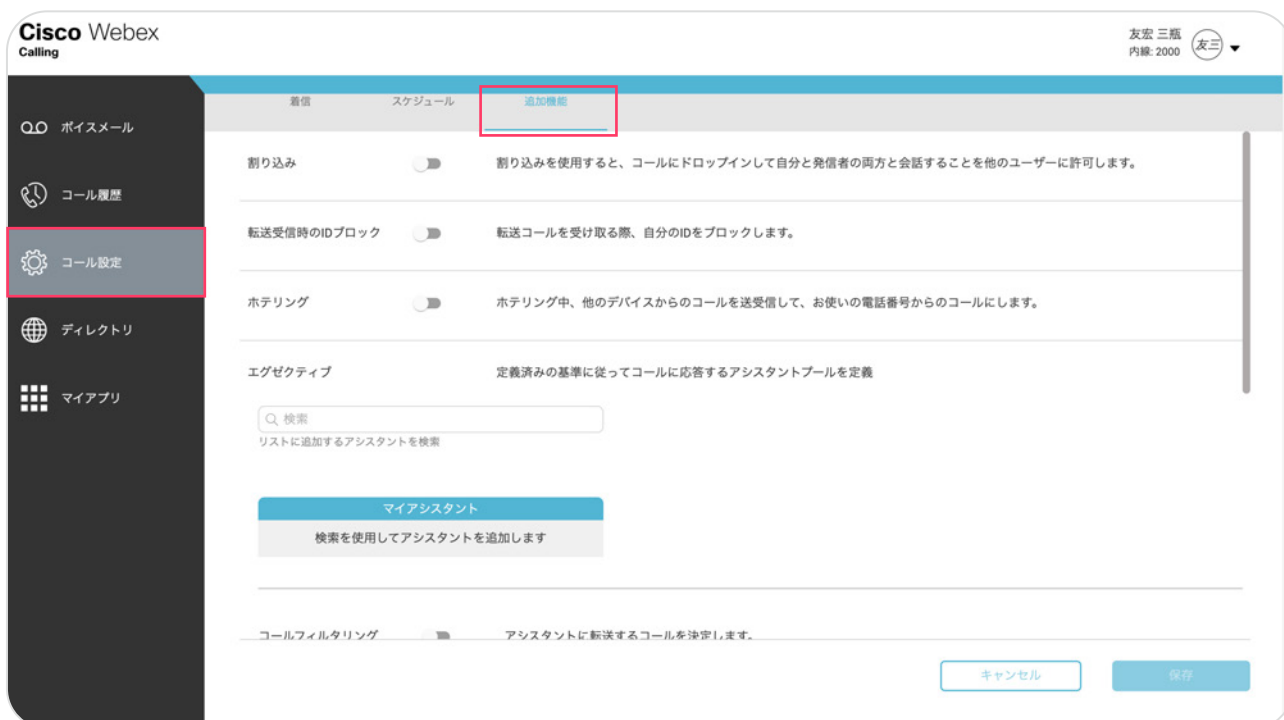 Cisco Webex
Calling
友宏 三瓶
内線: 2000
友三
ボイスメール
コール履歴
コール設定
ディレクトリ
マイアプリ
着信
スケジュール
追加機能
割り込み
割り込みを使用すると、コールにドロップインして自分と発信者の両方と会話することを他のユーザーに許可します。
転送受信時のIDブロック
転送コールを受け取る際、自分のIDをブロックします。
ホテリング
ホテリング中、他のデバイスからのコールを送受信して、お使いの電話番号からのコールにします。
エグゼクティブ
定義済みの基準に従ってコールに応答するアシスタントプールを定義
検索
リストに追加するアシスタントを検索
マイアシスタント
検索を使用してアシスタントを追加します
コールフィルタリング
アシスタントに転送するコールを決定します。
キャンセル
保存